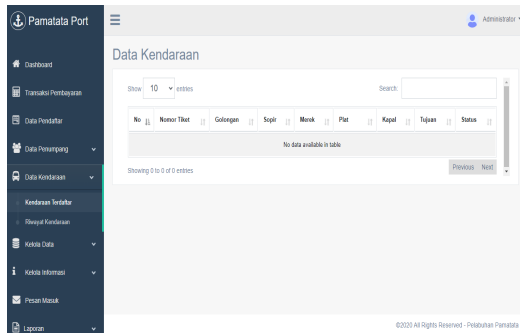 Pamatata Port
Administrator
Dashboard
Transaksi Pembayaran
Data Pendaftar
Data Penumpang
Data Kendaraan
Kendaraan Terdaftar
Riwayat Kendaraan
Kelola Data
Kelola Informasi
Pesan Masuk
Laporan
Data Kendaraan
Show 10 entries
Search:
No Nomor Tiket Golongan Sopir Merek Plat Kapal Tujuan Status
No data available in table
Showing 0 to 0 of 0 entries
Previous Next
©2020 All Rights Reserved - Pelabuhan Pamatata